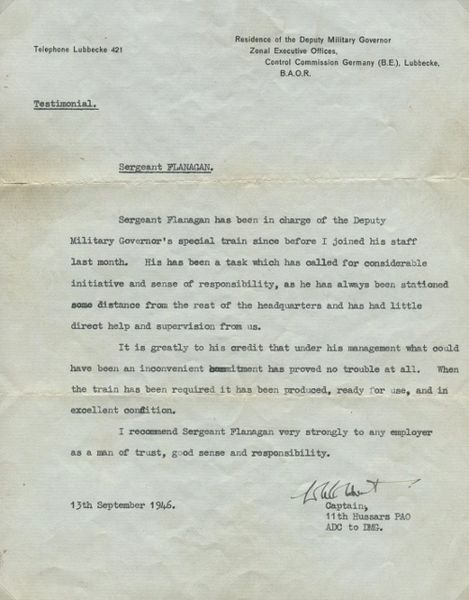 Residence of the Deputy Military Governor
Telephone Lubbecke 421
Zonal Executive Offices,
Control Commission Germany (B.E.), Lubbecke,
B.A.O.R.
Testimonial.
Sergeant FLANAGAN.
Sergeant Flanagan has been in charge of the Deputy
Military Governor's special train since before I joined his staff
last month. His has been a task which has called for considerable
initiative and sense of responsibility, as he has always been stationed
some distance from the rest of the headquarters and has had little
direct help and supervision from us.
It is greatly to his credit that under his management what could
have been an inconvenient commitment has proved no trouble at all. When
the train has been required it has been produced, ready for use, and in
excellent condition.
I recommend Sergeant Flanagan very strongly to any employer
as a man of trust, good sense and responsibility.
13th September 1946.
Captain,
11th Hussars PAO
ADC to DMG.